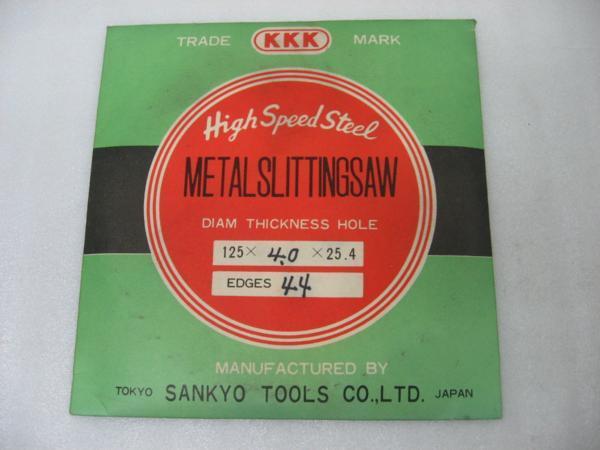 TRADE KKK MARK
High Speed Steel
METALSLITTINGSAW
DIAM THICKNESS HOLE
125× 4.0 ×25.4
EDGES 44
MANUFACTURED BY
TOKYO SANKYO TOOLS CO.,LTD. JAPAN